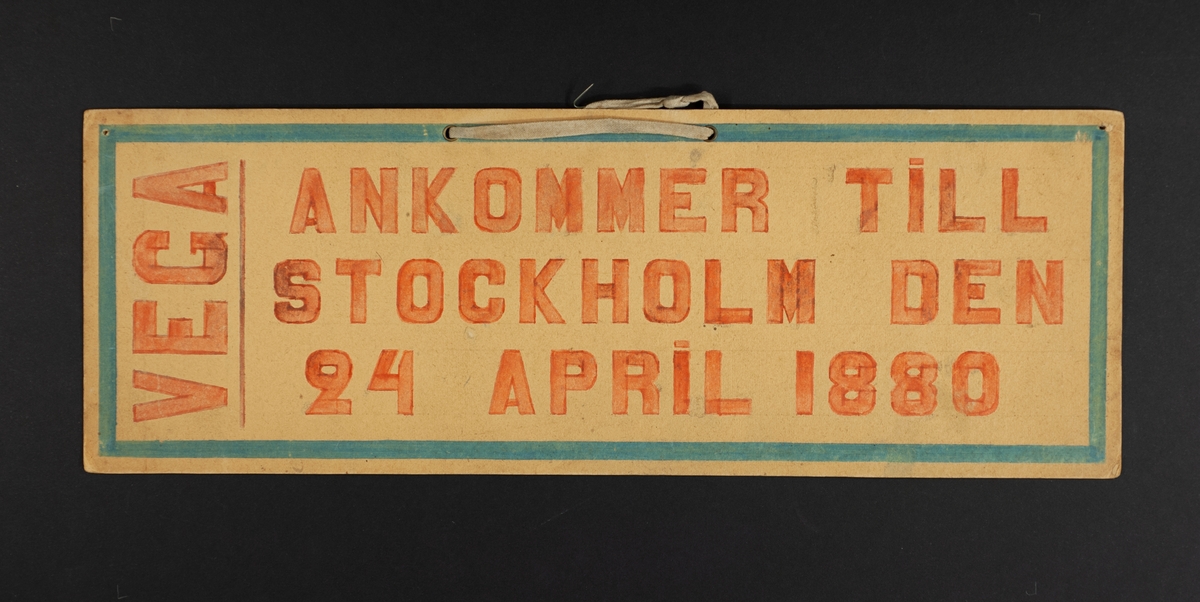 VEGA
ANKOMMER TiLL
STOCKHOLM DEN
24 APRiL 1880